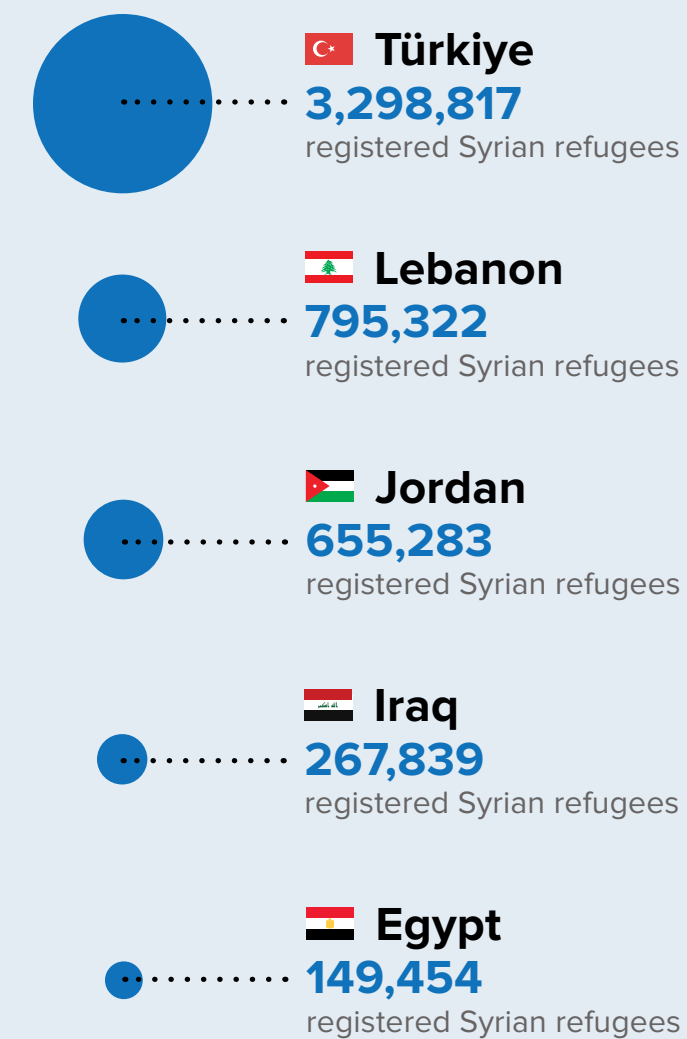 Türkiye
3,298,817
registered Syrian refugees
Lebanon
795,322
registered Syrian refugees
Jordan
655,283
registered Syrian refugees
Iraq
267,839
registered Syrian refugees
Egypt
149,454
registered Syrian refugees